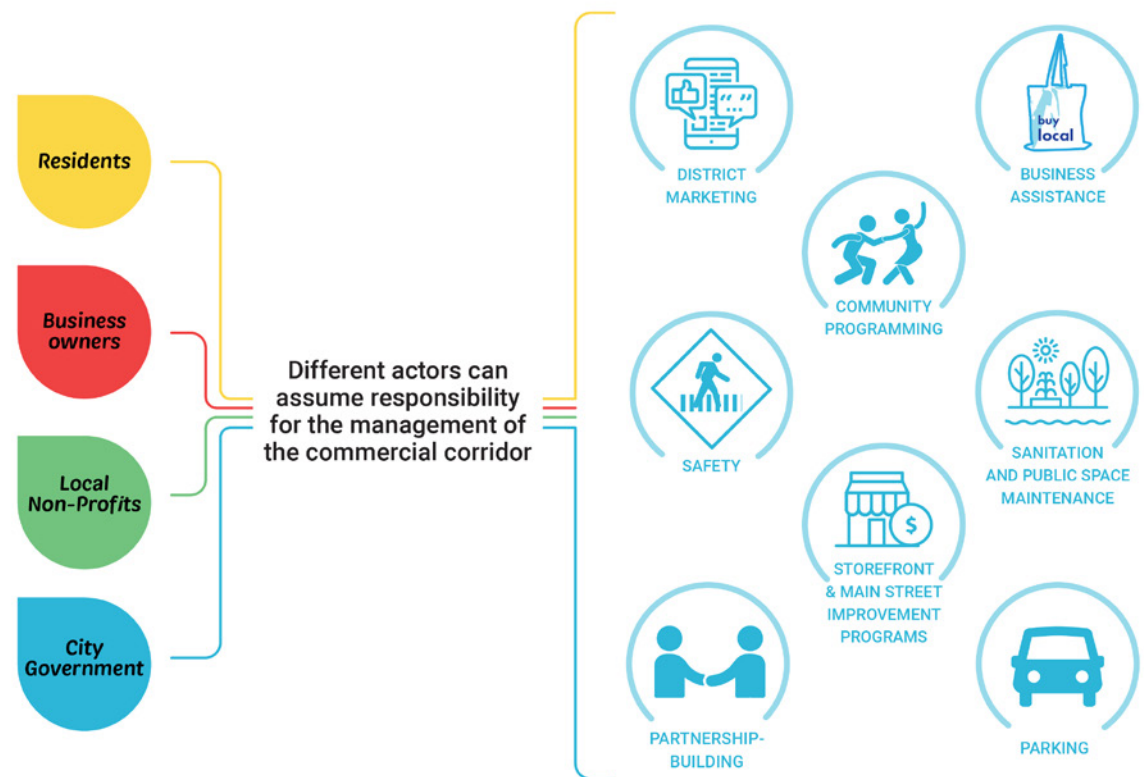 Residents
Business
owners
Local
Non-Profits
City
Government
Different actors can
assume responsibility
for the management of
the commercial corridor
DISTRICT
MARKETING
buy
local
BUSINESS
ASSISTANCE
COMMUNITY
PROGRAMMING
SAFETY
SANITATION
AND PUBLIC SPACE
MAINTENANCE
$
STOREFRONT
& MAIN STREET
IMPROVEMENT
PROGRAMS
PARTNERSHIP-
BUILDING
PARKING